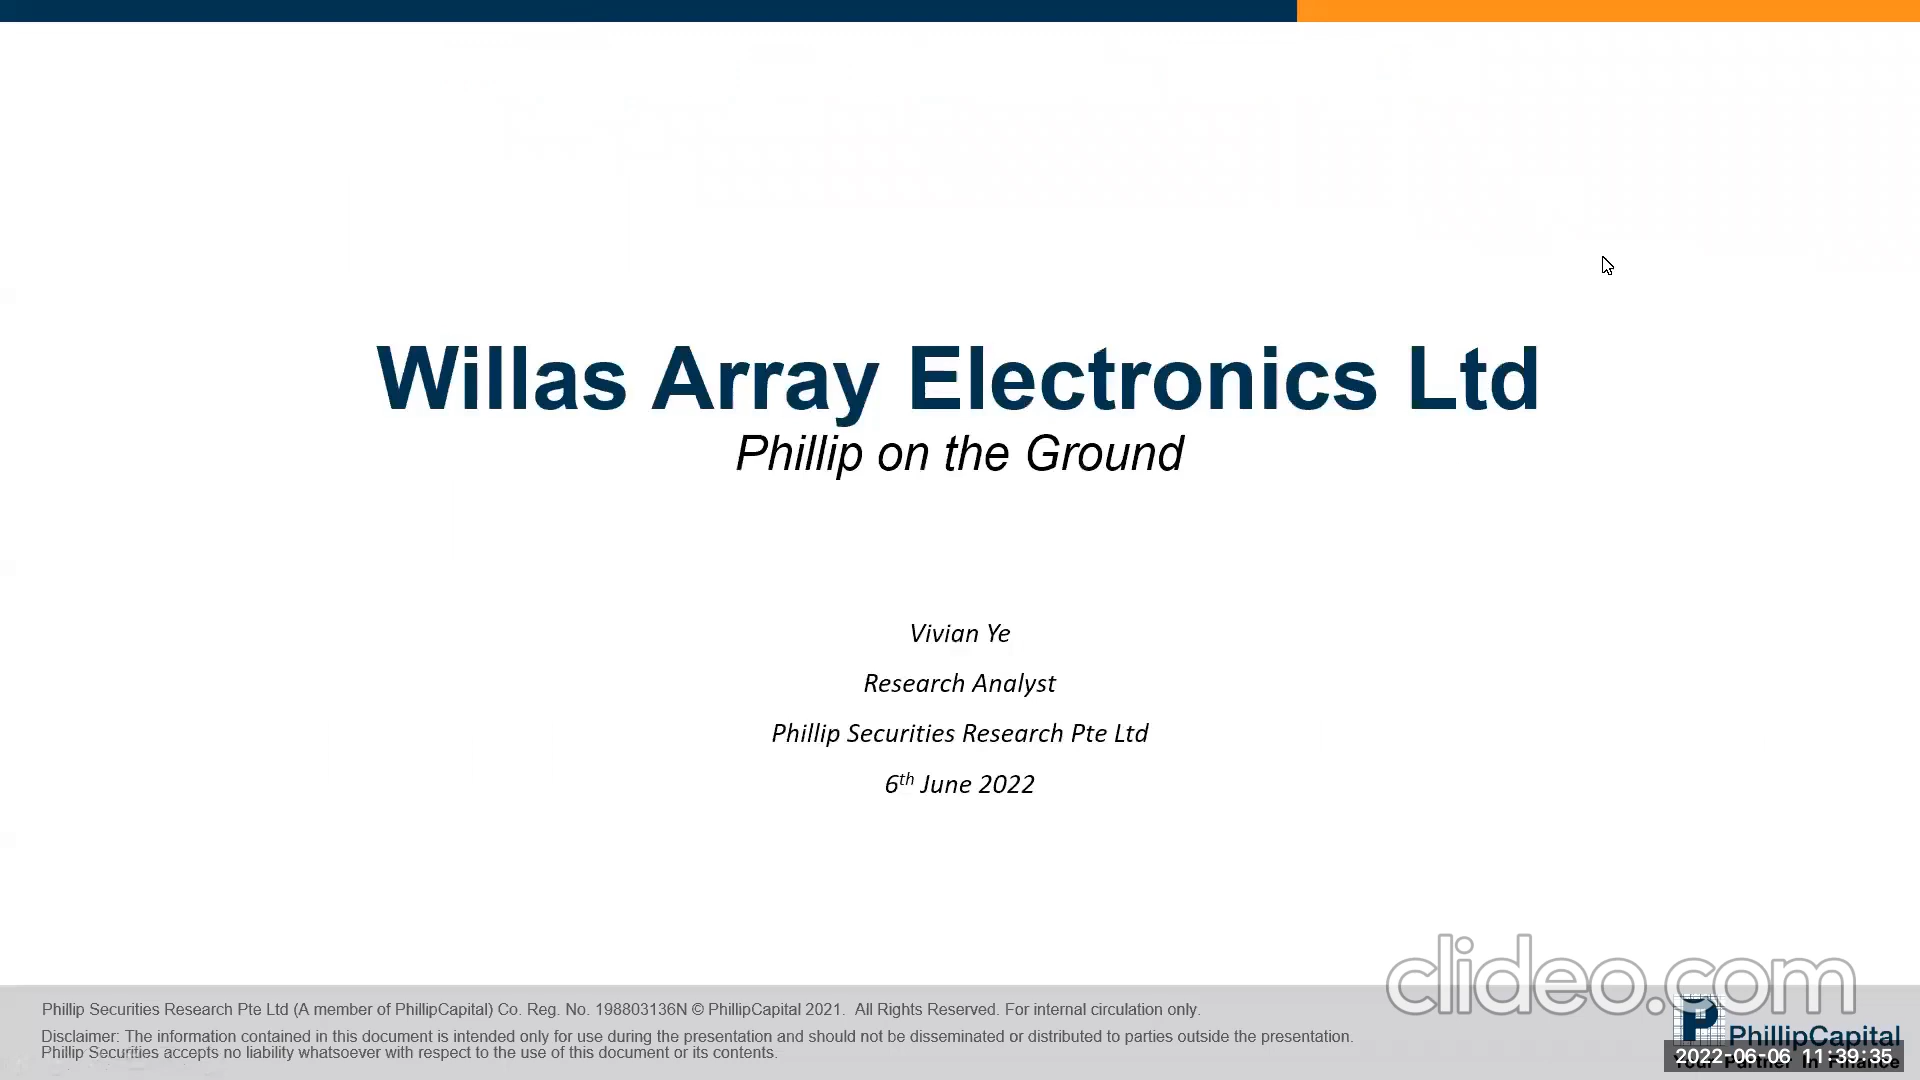 Willas Array Electronics Ltd
Phillip on the Ground
Vivian Ye
Research Analyst
Phillip Securities Research Pte Ltd
6th June 2022
clideo.com
Phillip Securities Research Pte Ltd (A member of PhillipCapital) Co. Reg. No. 198803136N © PhillipCapital 2021. All Rights Reserved. For internal circulation only.
Disclaimer: The information contained in this document is intended only for use during the presentation and should not be disseminated or distributed to parties outside the presentation.
Phillip Securities accepts no liability whatsoever with respect to the use of this document or its contents.
P PhillipCapital
Your Partner In Finance
2022-06-06 11:39:35